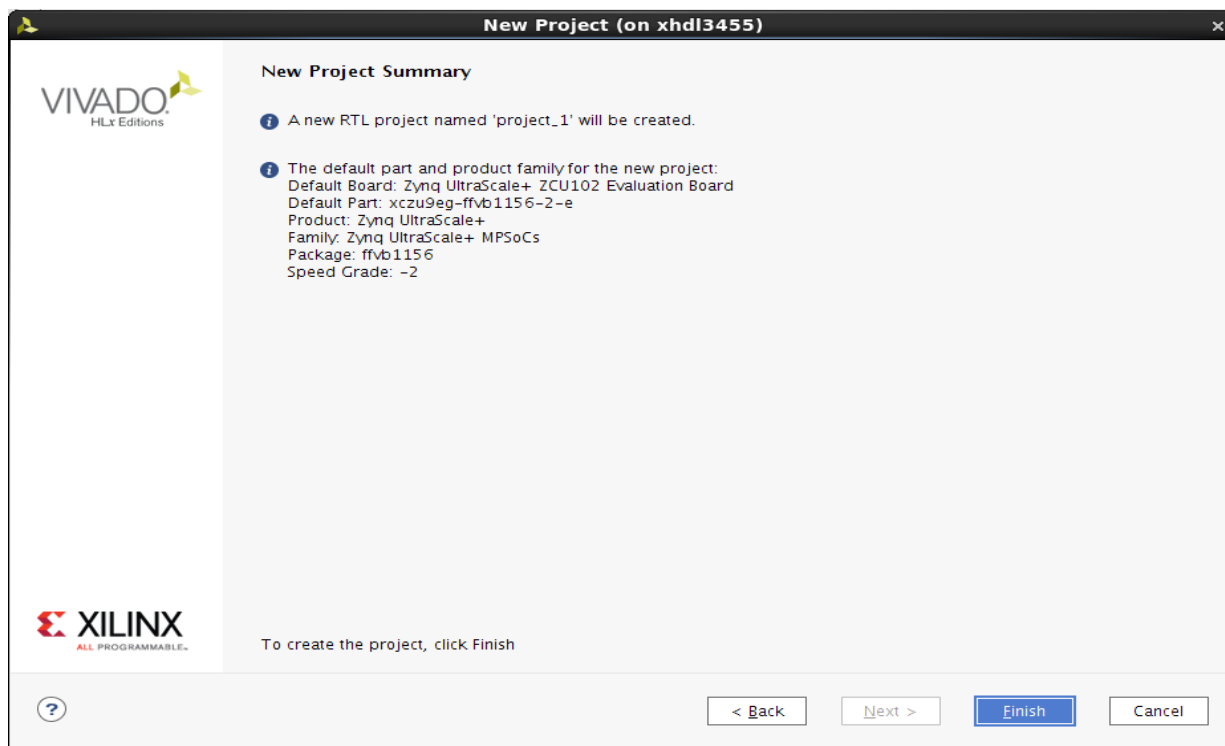 New Project (on xhdl3455)
VIVADO.
HLx Editions
New Project Summary
A new RTL project named 'project_1' will be created.
The default part and product family for the new project:
Default Board: Zynq UltraScale+ ZCU102 Evaluation Board
Default Part: xczu9eg-ffvb1156-2-e
Product: Zynq UltraScale+
Family: Zynq UltraScale+ MPSoCs
Package: ffvb1156
Speed Grade: -2
XILINX
ALL PROGRAMMABLE™
To create the project, click Finish
?
< Back
Next >
Finish
Cancel